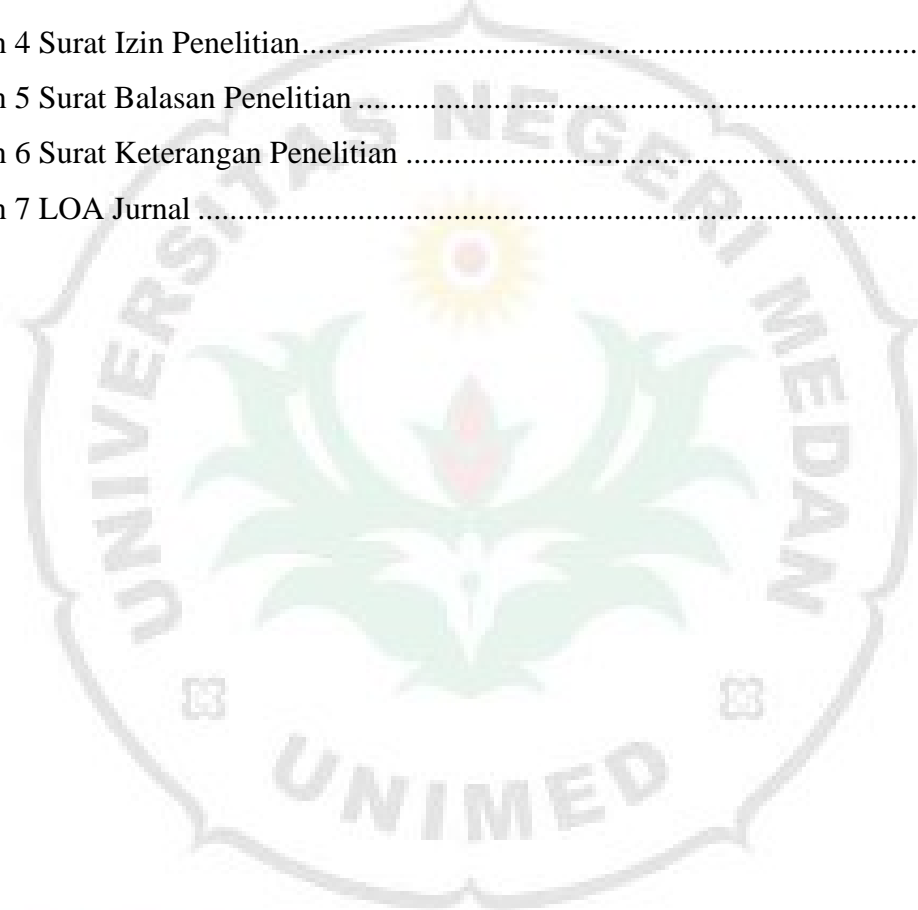 n 4 Surat Izin Penelitian........................................................................
n 5 Surat Balasan Penelitian ................................................................
n 6 Surat Keterangan Penelitian ..........................................................
n 7 LOA Jurnal ....................................................................................
UNIVERSITAS NEGERI MEDAN
UNIMED